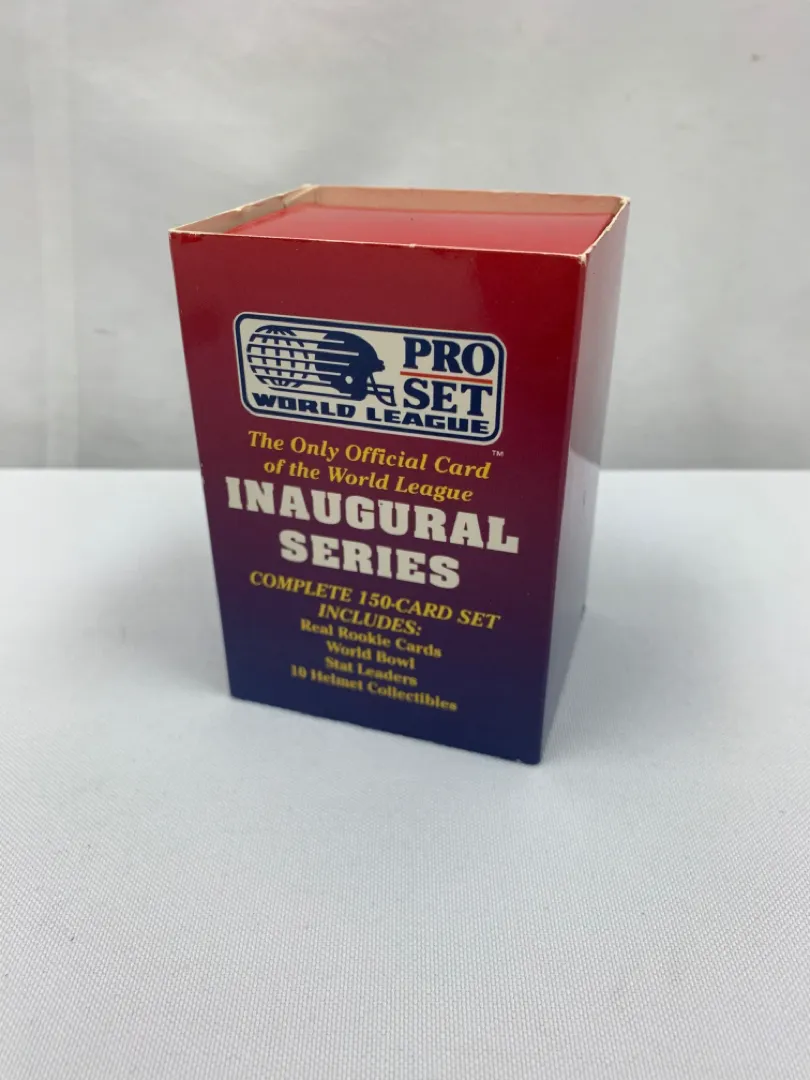 PRO
SET
WORLD LEAGUE
™
The Only Official Card
of the World League
INAUGURAL
SERIES
COMPLETE 150-CARD SET
INCLUDES:
Real Rookie Cards
World Bowl
Stat Leaders
10 Helmet Collectibles